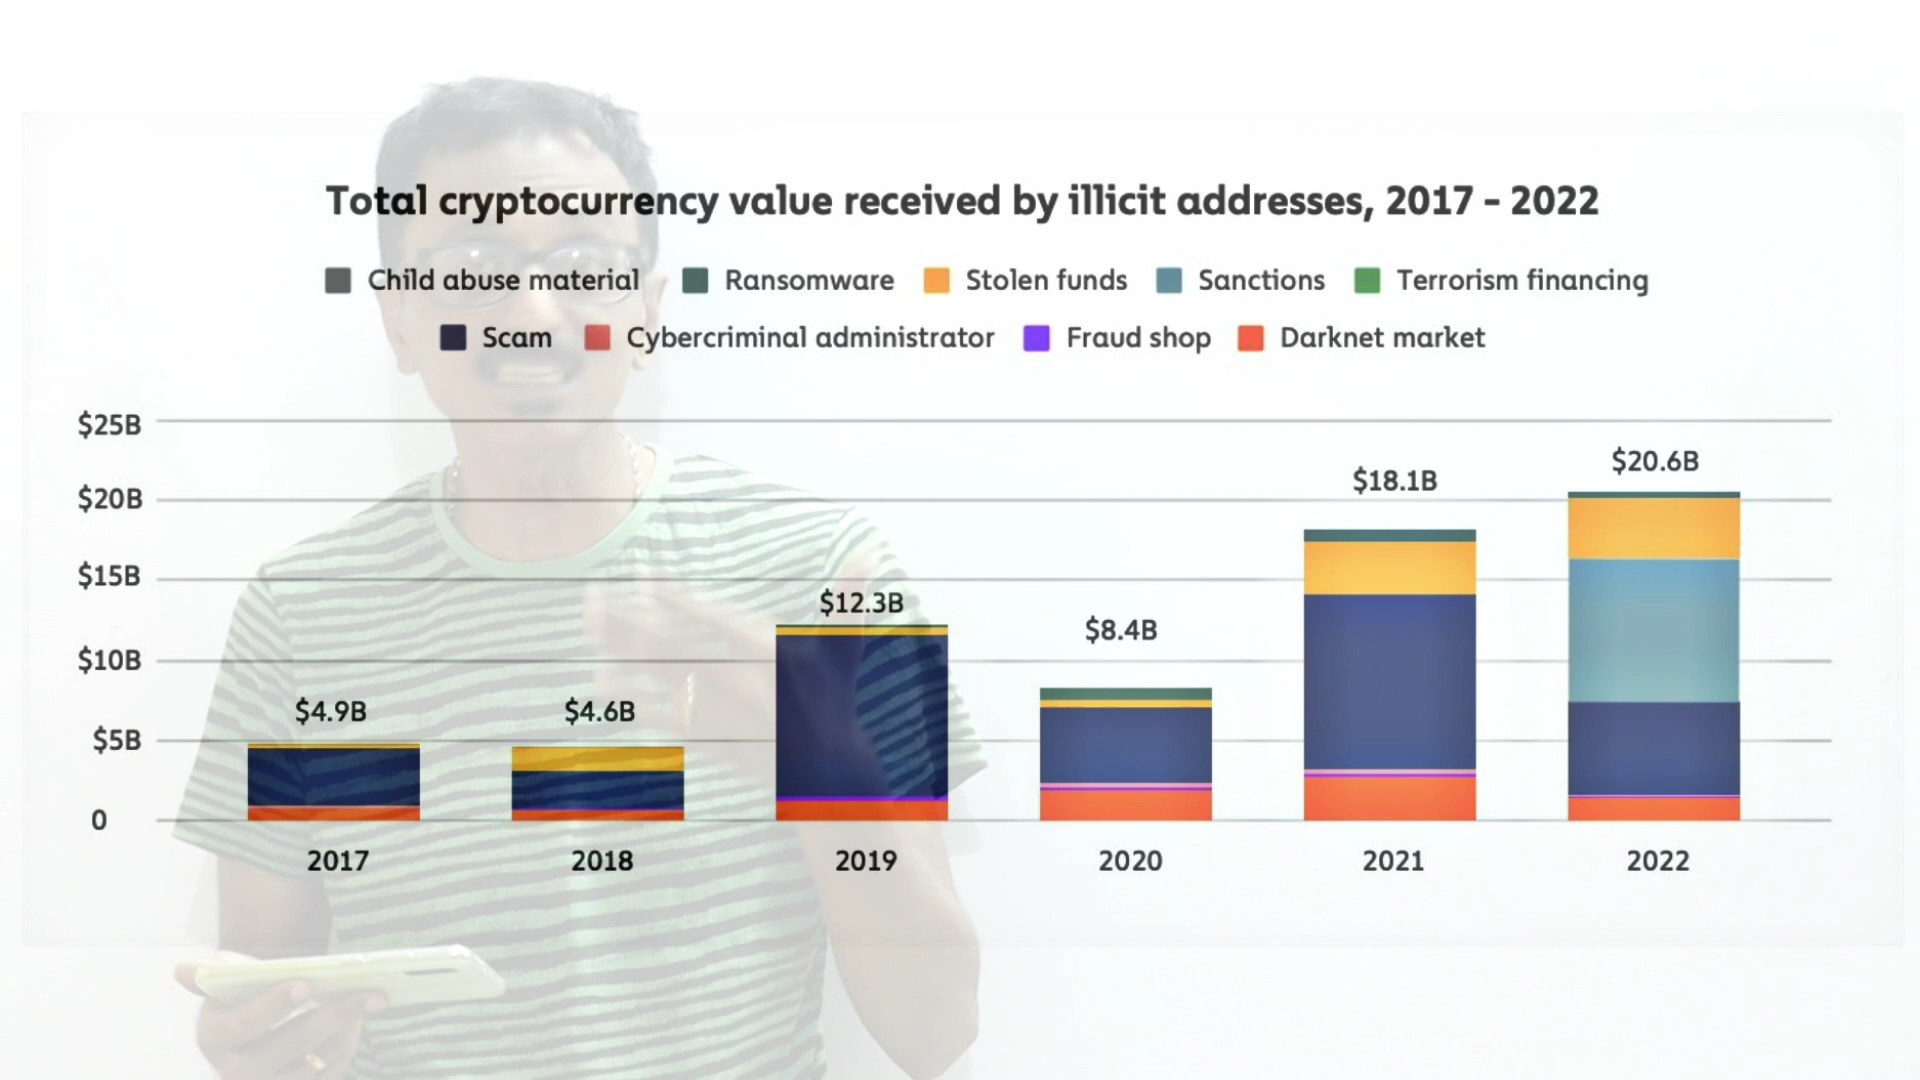 Total cryptocurrency value received by illicit addresses, 2017 - 2022
Child abuse material Ransomware Stolen funds Sanctions Terrorism financing
Scam Cybercriminal administrator Fraud shop Darknet market
$25B
$20.6B
$18.1B
$20B
$15B
$12.3B
$8.4B
$10B
$4.9B $4.6B
$5B
0
2017 2018 2019 2020 2021 2022